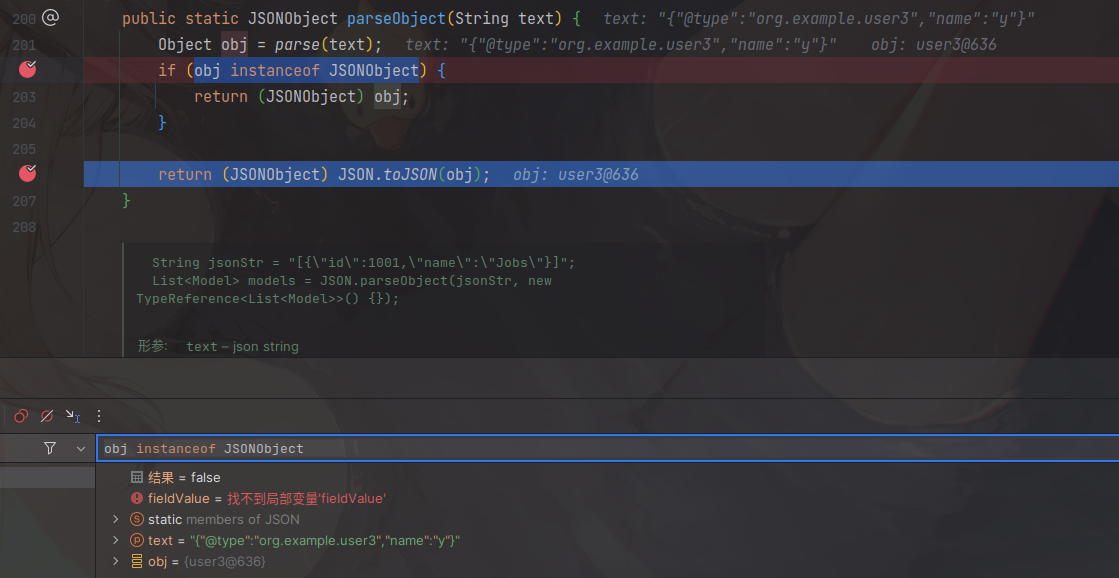 200 @ public static JSONObject parseObject(String text) { text: "{"@type":"org.example.user3","name":"y"}"
201 Object obj = parse(text); text: "{"@type":"org.example.user3","name":"y"}" obj: user3@636
if (obj instanceof JSONObject) {
203 return (JSONObject) obj;
204 }
205
return (JSONObject) JSON.toJSON(obj); obj: user3@636
207 }
208
String jsonStr = "[{\"id\":1001,\"name\":\"Jobs\"}]";
List<Model> models = JSON.parseObject(jsonStr, new
TypeReference<List<Model>>() {});
形参: text – json string
obj instanceof JSONObject
结果 = false
fieldValue = 找不到局部变量'fieldValue'
static members of JSON
text = "{"@type":"org.example.user3","name":"y"}"
obj = {user3@636}